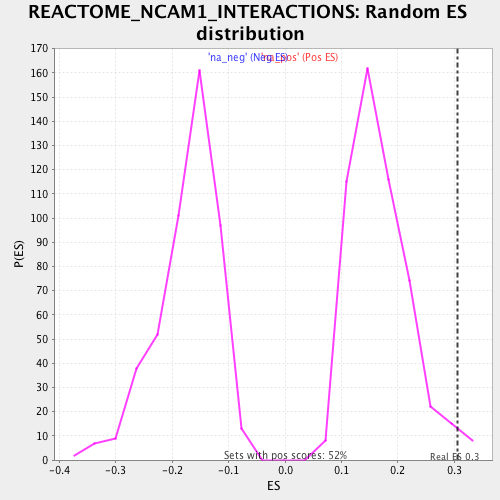 REACTOME_NCAM1_INTERACTIONS: Random ES
distribution
'na_neg' (Neg ES)
'na_pos' (Pos ES)
170
160
150
140
130
120
110
100
90
80
70
60
50
40
30
20
10
0
P(ES)
Sets with pos scores: 52%
Real ES 0.3
-0.4 -0.3 -0.2 -0.1 0.0 0.1 0.2 0.3
ES